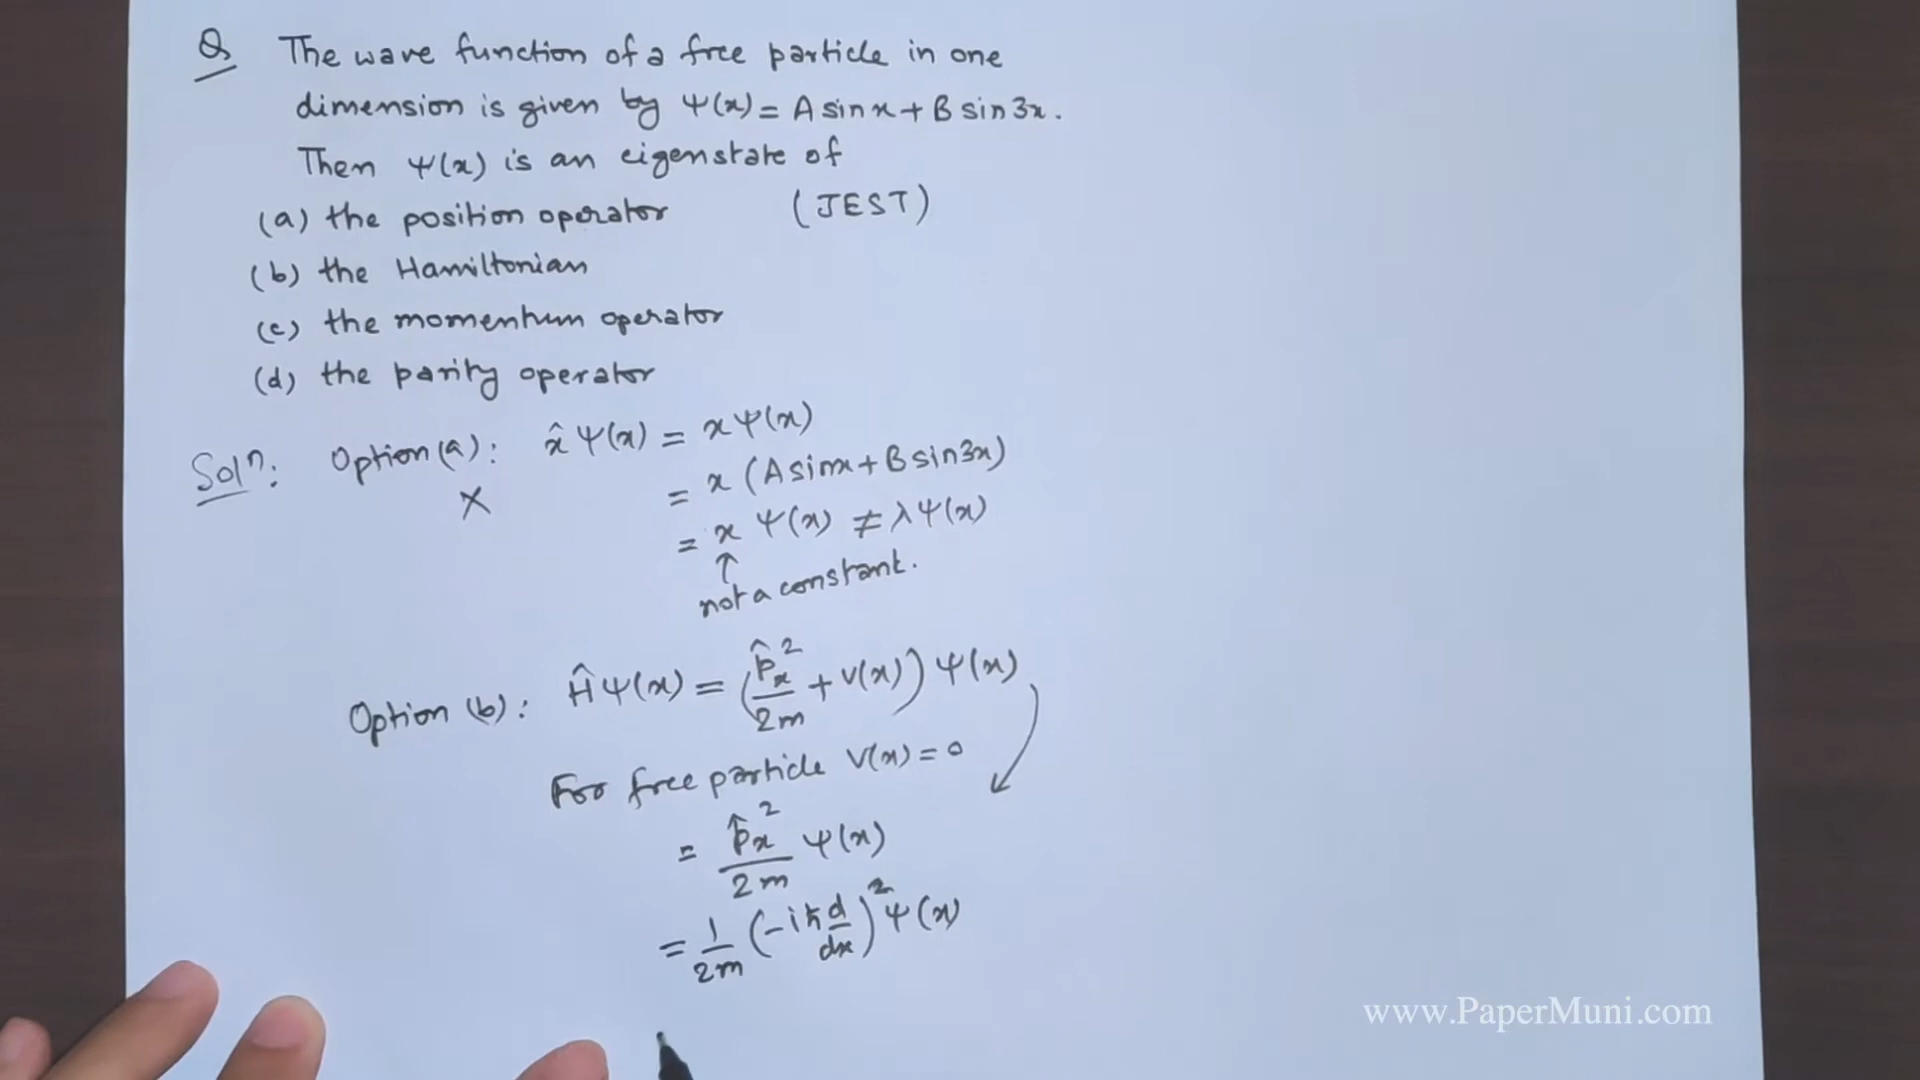 Q The wave function of a free particle in one
dimension is given by Ψ(x) = A sin x + B sin 3x.
Then Ψ(x) is an eigenstate of
(a) the position operator (JEST)
(b) the Hamiltonian
(c) the momentum operator
(d) the parity operator
Solⁿ: Option (a): x̂ Ψ(x) = x Ψ(x)
X = x (A sin x + B sin 3x)
= x Ψ(x) ≠ λ Ψ(x)
↑
not a constant.
Option (b): Ĥ Ψ(x) = (p̂ₓ²/2m + V(x)) Ψ(x)
For free particle V(x) = 0
= p̂ₓ²/2m Ψ(x)
= 1/2m (-iħ d/dx)² Ψ(x)
www.PaperMuni.com